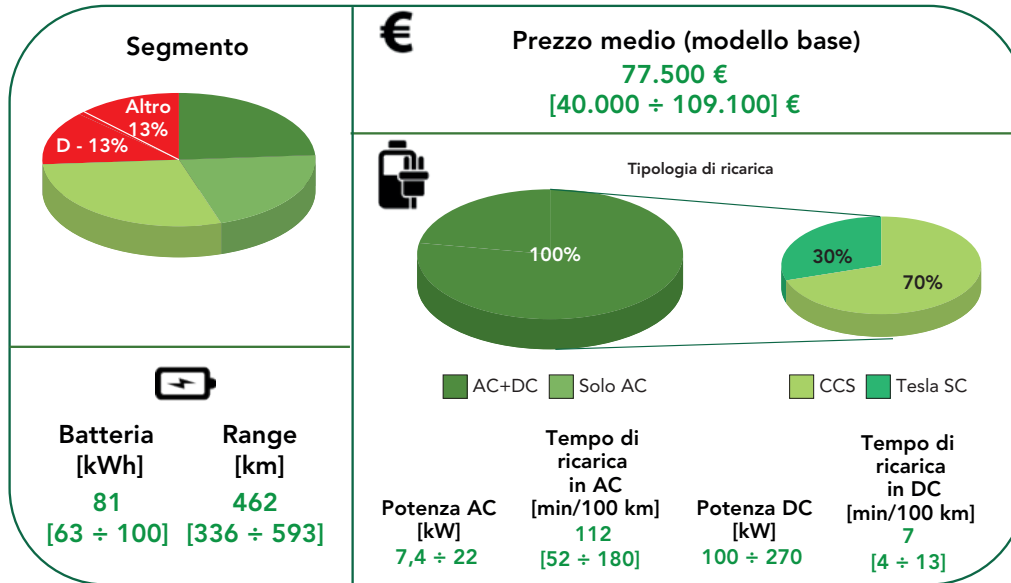 Segmento
Altro
13%
D - 13%
€
Prezzo medio (modello base)
77.500 €
[40.000 ÷ 109.100] €
Tipologia di ricarica
100%
30%
70%
AC+DC
Solo AC
CCS
Tesla SC
Batteria
[kWh]
81
[63 ÷ 100]
Range
[km]
462
[336 ÷ 593]
Potenza AC
[kW]
7,4 ÷ 22
Tempo di
ricarica
in AC
[min/100 km]
112
[52 ÷ 180]
Potenza DC
[kW]
100 ÷ 270
Tempo di
ricarica
in DC
[min/100 km]
7
[4 ÷ 13]